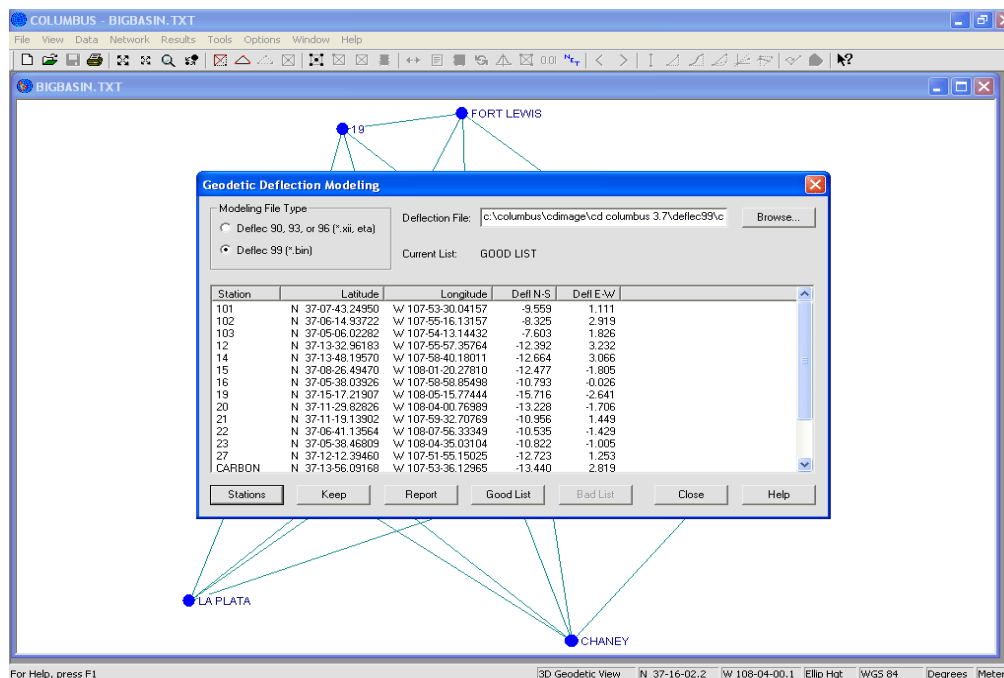 COLUMBUS - BIGBASIN.TXT
File View Data Network Results Tools Options Window Help
0.01 NET
BIGBASIN.TXT
FORT LEWIS
19
Geodetic Deflection Modeling
Modeling File Type
Deflec 90, 93, or 96 (*.xii, eta)
Deflec 99 (*.bin)
Deflection File: c:\columbus\cdimage\cd columbus 3.7\deflec99\c Browse...
Current List: GOOD LIST
Station Latitude Longitude Defl N-S Defl E-W
101 N 37-07-43.24950 W 107-53-30.04157 -9.559 1.111
102 N 37-06-14.93722 W 107-55-16.13157 -8.325 2.919
103 N 37-05-06.02282 W 107-54-13.14432 -7.603 1.826
12 N 37-13-32.96183 W 107-55-57.35764 -12.392 3.232
14 N 37-13-48.19570 W 107-58-40.18011 -12.664 3.066
15 N 37-08-26.49470 W 108-01-20.27810 -12.477 -1.805
16 N 37-05-38.03926 W 107-58-58.85498 -10.793 -0.026
19 N 37-15-17.21907 W 108-05-15.77444 -15.716 -2.641
20 N 37-11-29.82826 W 108-04-00.76989 -13.228 -1.706
21 N 37-11-19.13902 W 107-59-32.70769 -10.956 1.449
22 N 37-06-41.13564 W 108-07-56.33349 -10.535 -1.429
23 N 37-05-38.46809 W 108-04-35.03104 -10.822 -1.005
27 N 37-12-12.39460 W 107-51-55.15025 -12.723 1.253
CARBON N 37-13-56.09168 W 107-53-36.12965 -13.440 2.819
Stations Keep Report Good List Bad List Close Help
LA PLATA
CHANEY
For Help, press F1 3D Geodetic View N 37-16-02.2 W 108-04-00.1 Ellip Hgt WGS 84 Degrees Meter